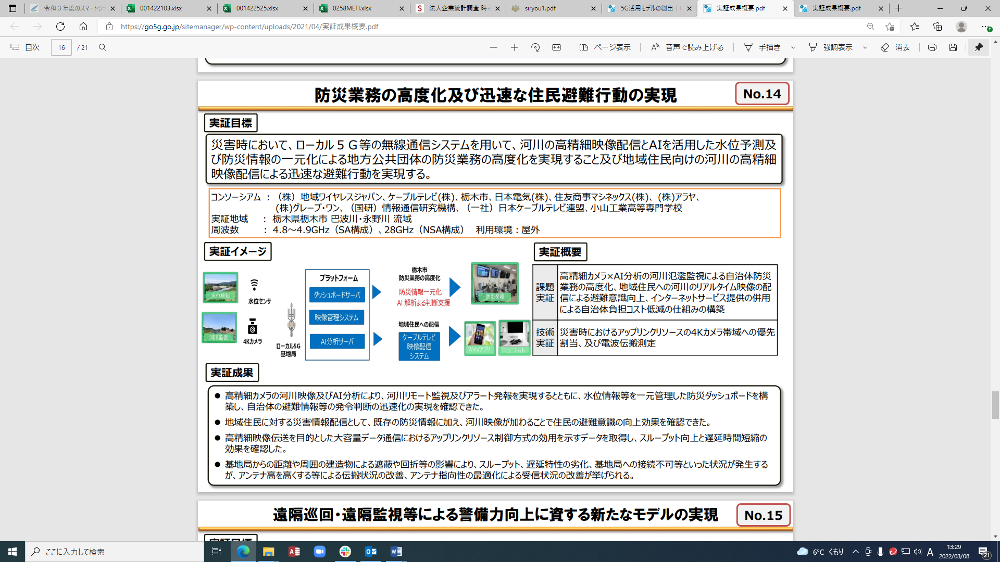 令和３年度のスマートシテ
001422103.xlsx
001422525.xlsx
0258METI.xlsx
法人企業統計調査 時系
siryou1.pdf
5G活用モデルの創出 | G
実証成果概要.pdf
実証成果概要.pdf
https://go5g.go.jp/sitemanager/wp-content/uploads/2021/04/実証成果概要.pdf
目次
16
/ 21
ページ表示
音声で読み上げる
手描き
強調表示
消去
防災業務の高度化及び迅速な住民避難行動の実現
No.14
実証目標
災害時において、ローカル５Ｇ等の無線通信システムを用いて、河川の高精細映像配信とAIを活用した水位予測及
び防災情報の一元化による地方公共団体の防災業務の高度化を実現すること及び地域住民向けの河川の高精細
映像配信による迅速な避難行動を実現する。
コンソーシアム ：（株）地域ワイヤレスジャパン、ケーブルテレビ(株)、栃木市、日本電気(株)、住友商事マシネックス(株)、(株)アラヤ、
(株)グレープ・ワン、（国研）情報通信研究機構、（一社）日本ケーブルテレビ連盟、小山工業高等専門学校
実証地域 ： 栃木県栃木市 巴波川・永野川 流域
周波数 ： 4.8～4.9GHz（SA構成）、28GHz（NSA構成） 利用環境：屋外
実証イメージ
水位検知
水位センサ
河川監視
4Kカメラ
ローカル5G
基地局
プラットフォーム
ダッシュボードサーバ
映像管理システム
AI分析サーバ
栃木市
防災業務の高度化
防災情報一元化
AI 解析よる判断支援
防災業務
地域住民への配信
ケーブルテレビ
映像配信
システム
Web/アプリ
コミュニティch
実証概要
課題
実証
高精細カメラ×AI分析の河川氾濫監視による自治体防災
業務の高度化、地域住民への河川のリアルタイム映像の配
信による避難意識向上、インターネットサービス提供の併用
による自治体負担コスト低減の仕組みの構築
技術
実証
災害時におけるアップリンクリソースの4Kカメラ帯域への優先
割当、及び電波伝搬測定
実証成果
● 高精細カメラの河川映像及びAI分析により、河川リモート監視及びアラート発報を実現するとともに、水位情報等を一元管理した防災ダッシュボードを構
築し、自治体の避難情報等の発令判断の迅速化の実現を確認できた。
● 地域住民に対する災害情報配信として、既存の防災情報に加え、河川映像が加わることで住民の避難意識の向上効果を確認できた。
● 高精細映像伝送を目的とした大容量データ通信におけるアップリンクリソース制御方式の効用を示すデータを取得し、スループット向上と遅延時間短縮の
効果を確認した。
● 基地局からの距離や周囲の建造物による遮蔽や回折等の影響により、スループット、遅延特性の劣化、基地局への接続不可等といった状況が発生する
が、アンテナ高を高くする等による伝搬状況の改善、アンテナ指向性の最適化による受信状況の改善が挙げられる。
遠隔巡回・遠隔監視等による警備力向上に資する新たなモデルの実現
No.15
実証目標
ここに入力して検索
6°C くもり
A
13:29
2022/03/08
21